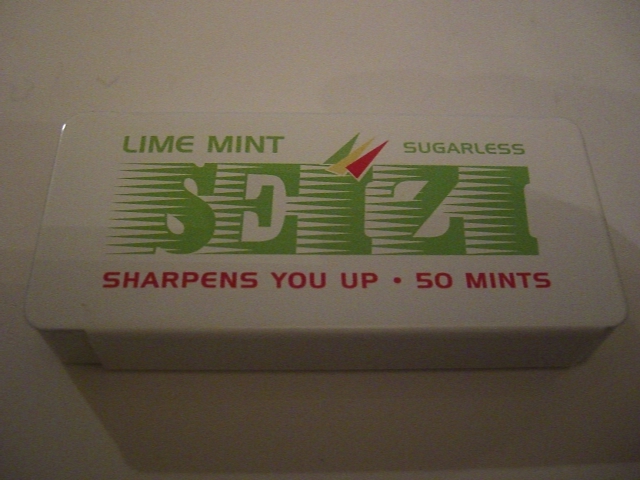 LIME MINT SUGARLESS
SEIZI
SHARPENS YOU UP • 50 MINTS